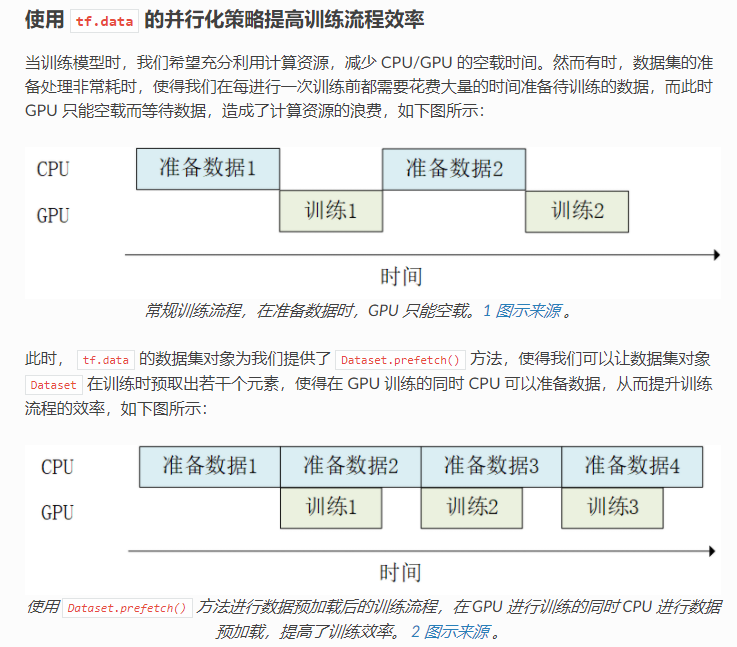 使用 tf.data 的并行化策略提高训练流程效率
当训练模型时，我们希望充分利用计算资源，减少 CPU/GPU 的空载时间。然而有时，数据集的准
备处理非常耗时，使得我们在每进行一次训练前都需要花费大量的时间准备待训练的数据，而此时
GPU 只能空载而等待数据，造成了计算资源的浪费，如下图所示：
CPU 准备数据1 准备数据2
GPU 训练1 训练2
时间
常规训练流程，在准备数据时，GPU 只能空载。1 图示来源 。
此时， tf.data 的数据集对象为我们提供了 Dataset.prefetch() 方法，使得我们可以让数据集对象
Dataset 在训练时预取出若干个元素，使得在 GPU 训练的同时 CPU 可以准备数据，从而提升训练
流程的效率，如下图所示：
CPU 准备数据1 准备数据2 准备数据3 准备数据4
GPU 训练1 训练2 训练3
时间
使用 Dataset.prefetch() 方法进行数据预加载后的训练流程，在 GPU 进行训练的同时 CPU 进行数据
预加载，提高了训练效率。 2 图示来源 。